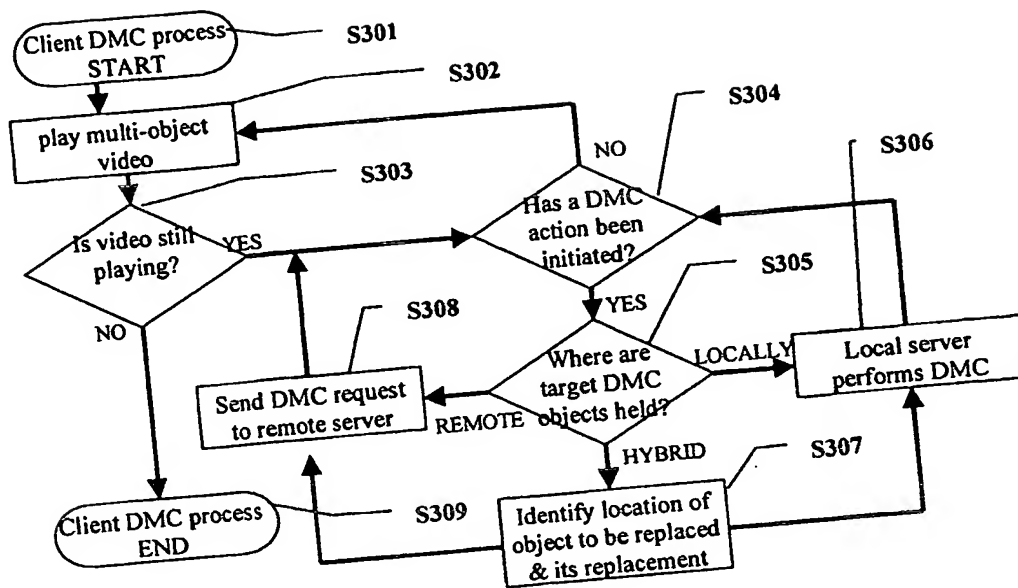 Client DMC process
START
S301
S302
play multi-object
video
S303
Is video still
playing?
YES
NO
NO
S304
Has a DMC
action been
initiated?
YES
S305
S306
Where are
target DMC
objects held?
LOCALLY
Local server
performs DMC
REMOTE
S308
Send DMC request
to remote server
HYBRID
S307
Identify location of
object to be replaced
& its replacement
Client DMC process
END
S309